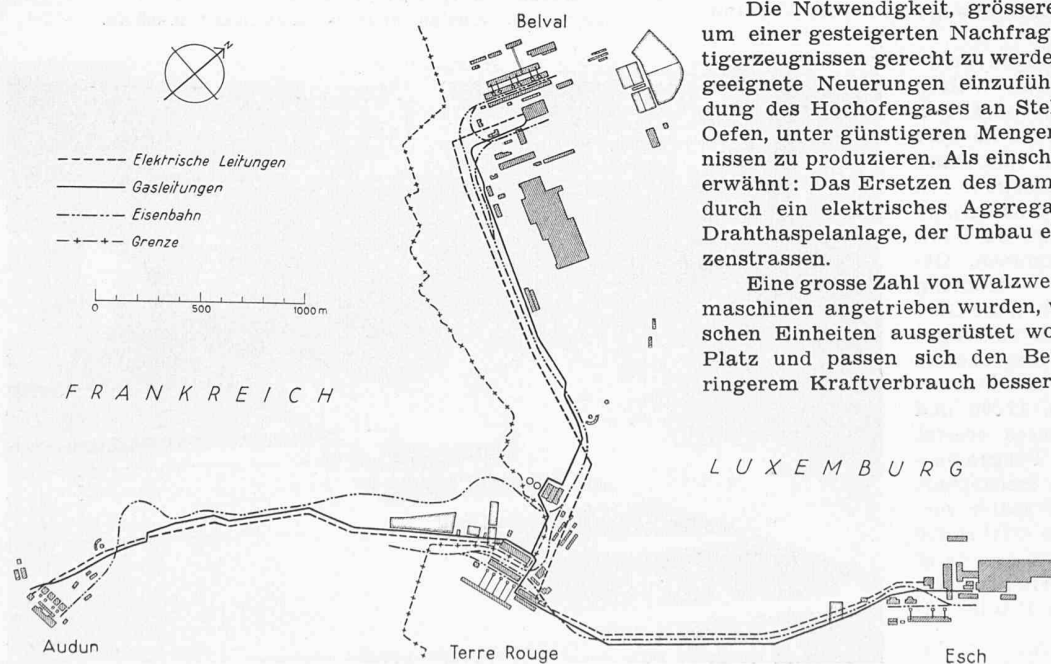 Belval
N
Elektrische Leitungen
Gasleitungen
Eisenbahn
Grenze
0 500 1000 m
FRANKREICH
LUXEMBURG
Audun
Terre Rouge
Esch
Die Notwendigkeit, grössere
um einer gesteigerten Nachfrag
tigerzeugnissen gerecht zu werde
geeignete Neuerungen einzufüh
dung des Hochofengases an Stel
Oefen, unter günstigeren Menger
nissen zu produzieren. Als einsch
erwähnt: Das Ersetzen des Dam
durch ein elektrisches Aggrega
Drahthaspelanlage, der Umbau e
zenstrassen.
Eine grosse Zahl von Walzwe
maschinen angetrieben wurden, v
schen Einheiten ausgerüstet wo
Platz und passen sich den Be
ringerem Kraftverbrauch besser